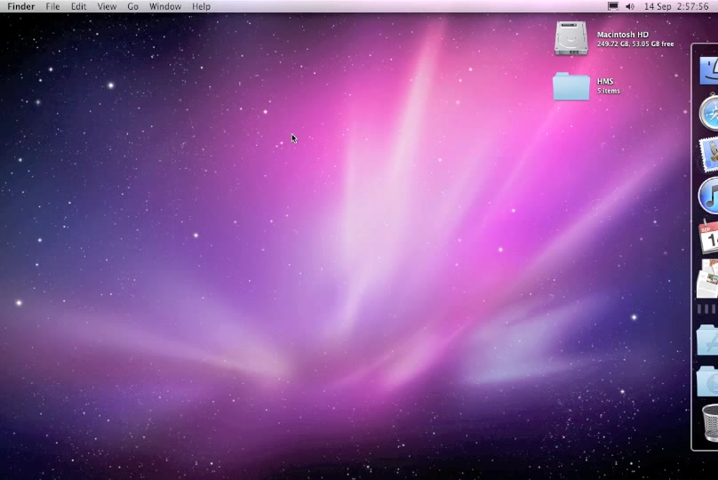 Finder File Edit View Go Window Help 14 Sep 2:57:56
Macintosh HD
249.72 GB, 53.05 GB free
HMS
5 items
SEP